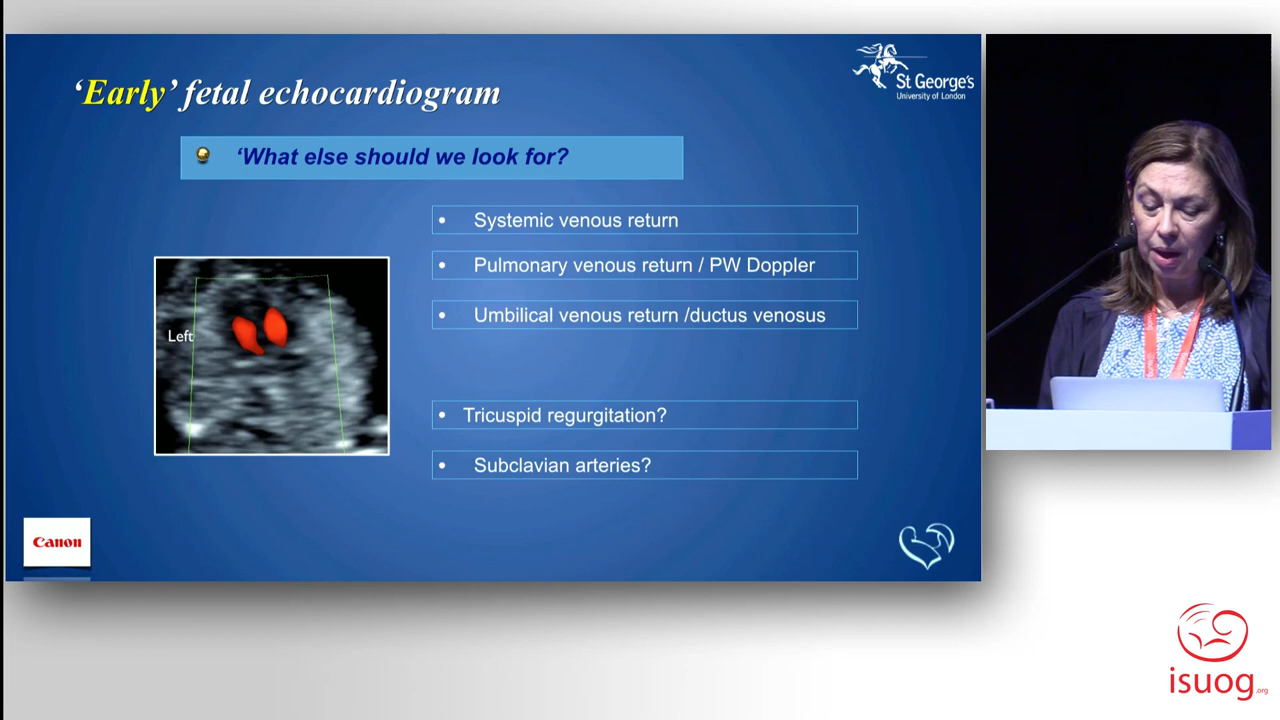 ‘Early’ fetal echocardiogram
St George's
University of London
‘What else should we look for?
• Systemic venous return
• Pulmonary venous return / PW Doppler
• Umbilical venous return /ductus venosus
Left
• Tricuspid regurgitation?
• Subclavian arteries?
Canon
isuog.org